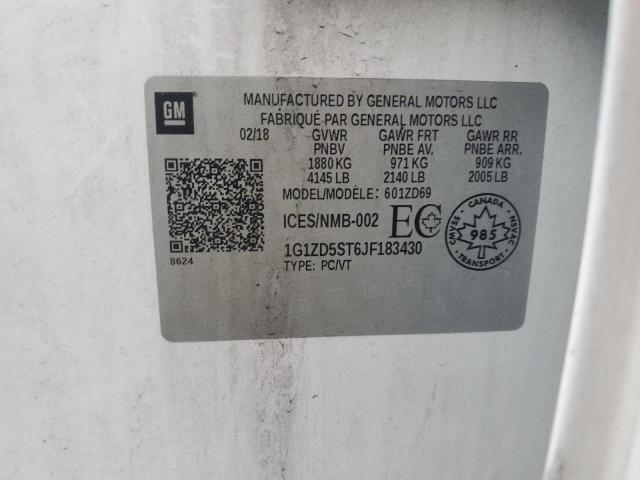 GM
MANUFACTURED BY GENERAL MOTORS LLC
FABRIQUÉ PAR GENERAL MOTORS LLC
02/18 GVWR GAWR FRT GAWR RR
PNBV PNBE AV. PNBE ARR.
1880 KG 971 KG 909 KG
4145 LB 2140 LB 2005 LB
MODEL/MODÈLE: 601ZD69
ICES/NMB-002 EC
1G1ZD5ST6JF183430
TYPE: PC/VT
8624
CANADA
CMVSS 985 NSVAC
TRANSPORT